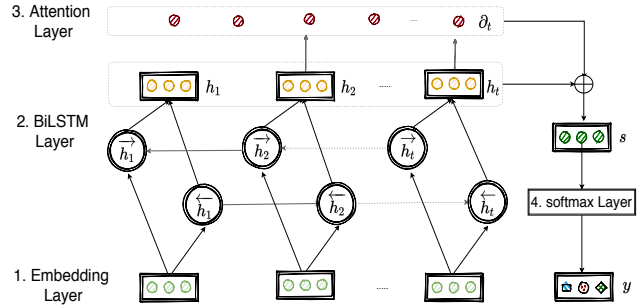 3. Attention
Layer
... ∂ₜ
h₁
h₂
.....
hₜ
2. BiLSTM
Layer
h₁→
h₂→
hₜ→
s
h₁←
h₂←
hₜ←
4. softmax Layer
1. Embedding
Layer
.....
y